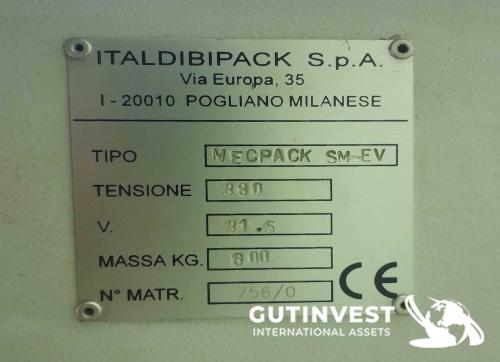 ITALDIBIPACK S.p.A.
Via Europa, 35
I - 20010 POGLIANO MILANESE
TIPO MECPACK SM-EV
TENSIONE 380
V. 31.5
MASSA KG. 600
N° MATR. 756/0
CE
GUTINVEST
INTERNATIONAL ASSETS